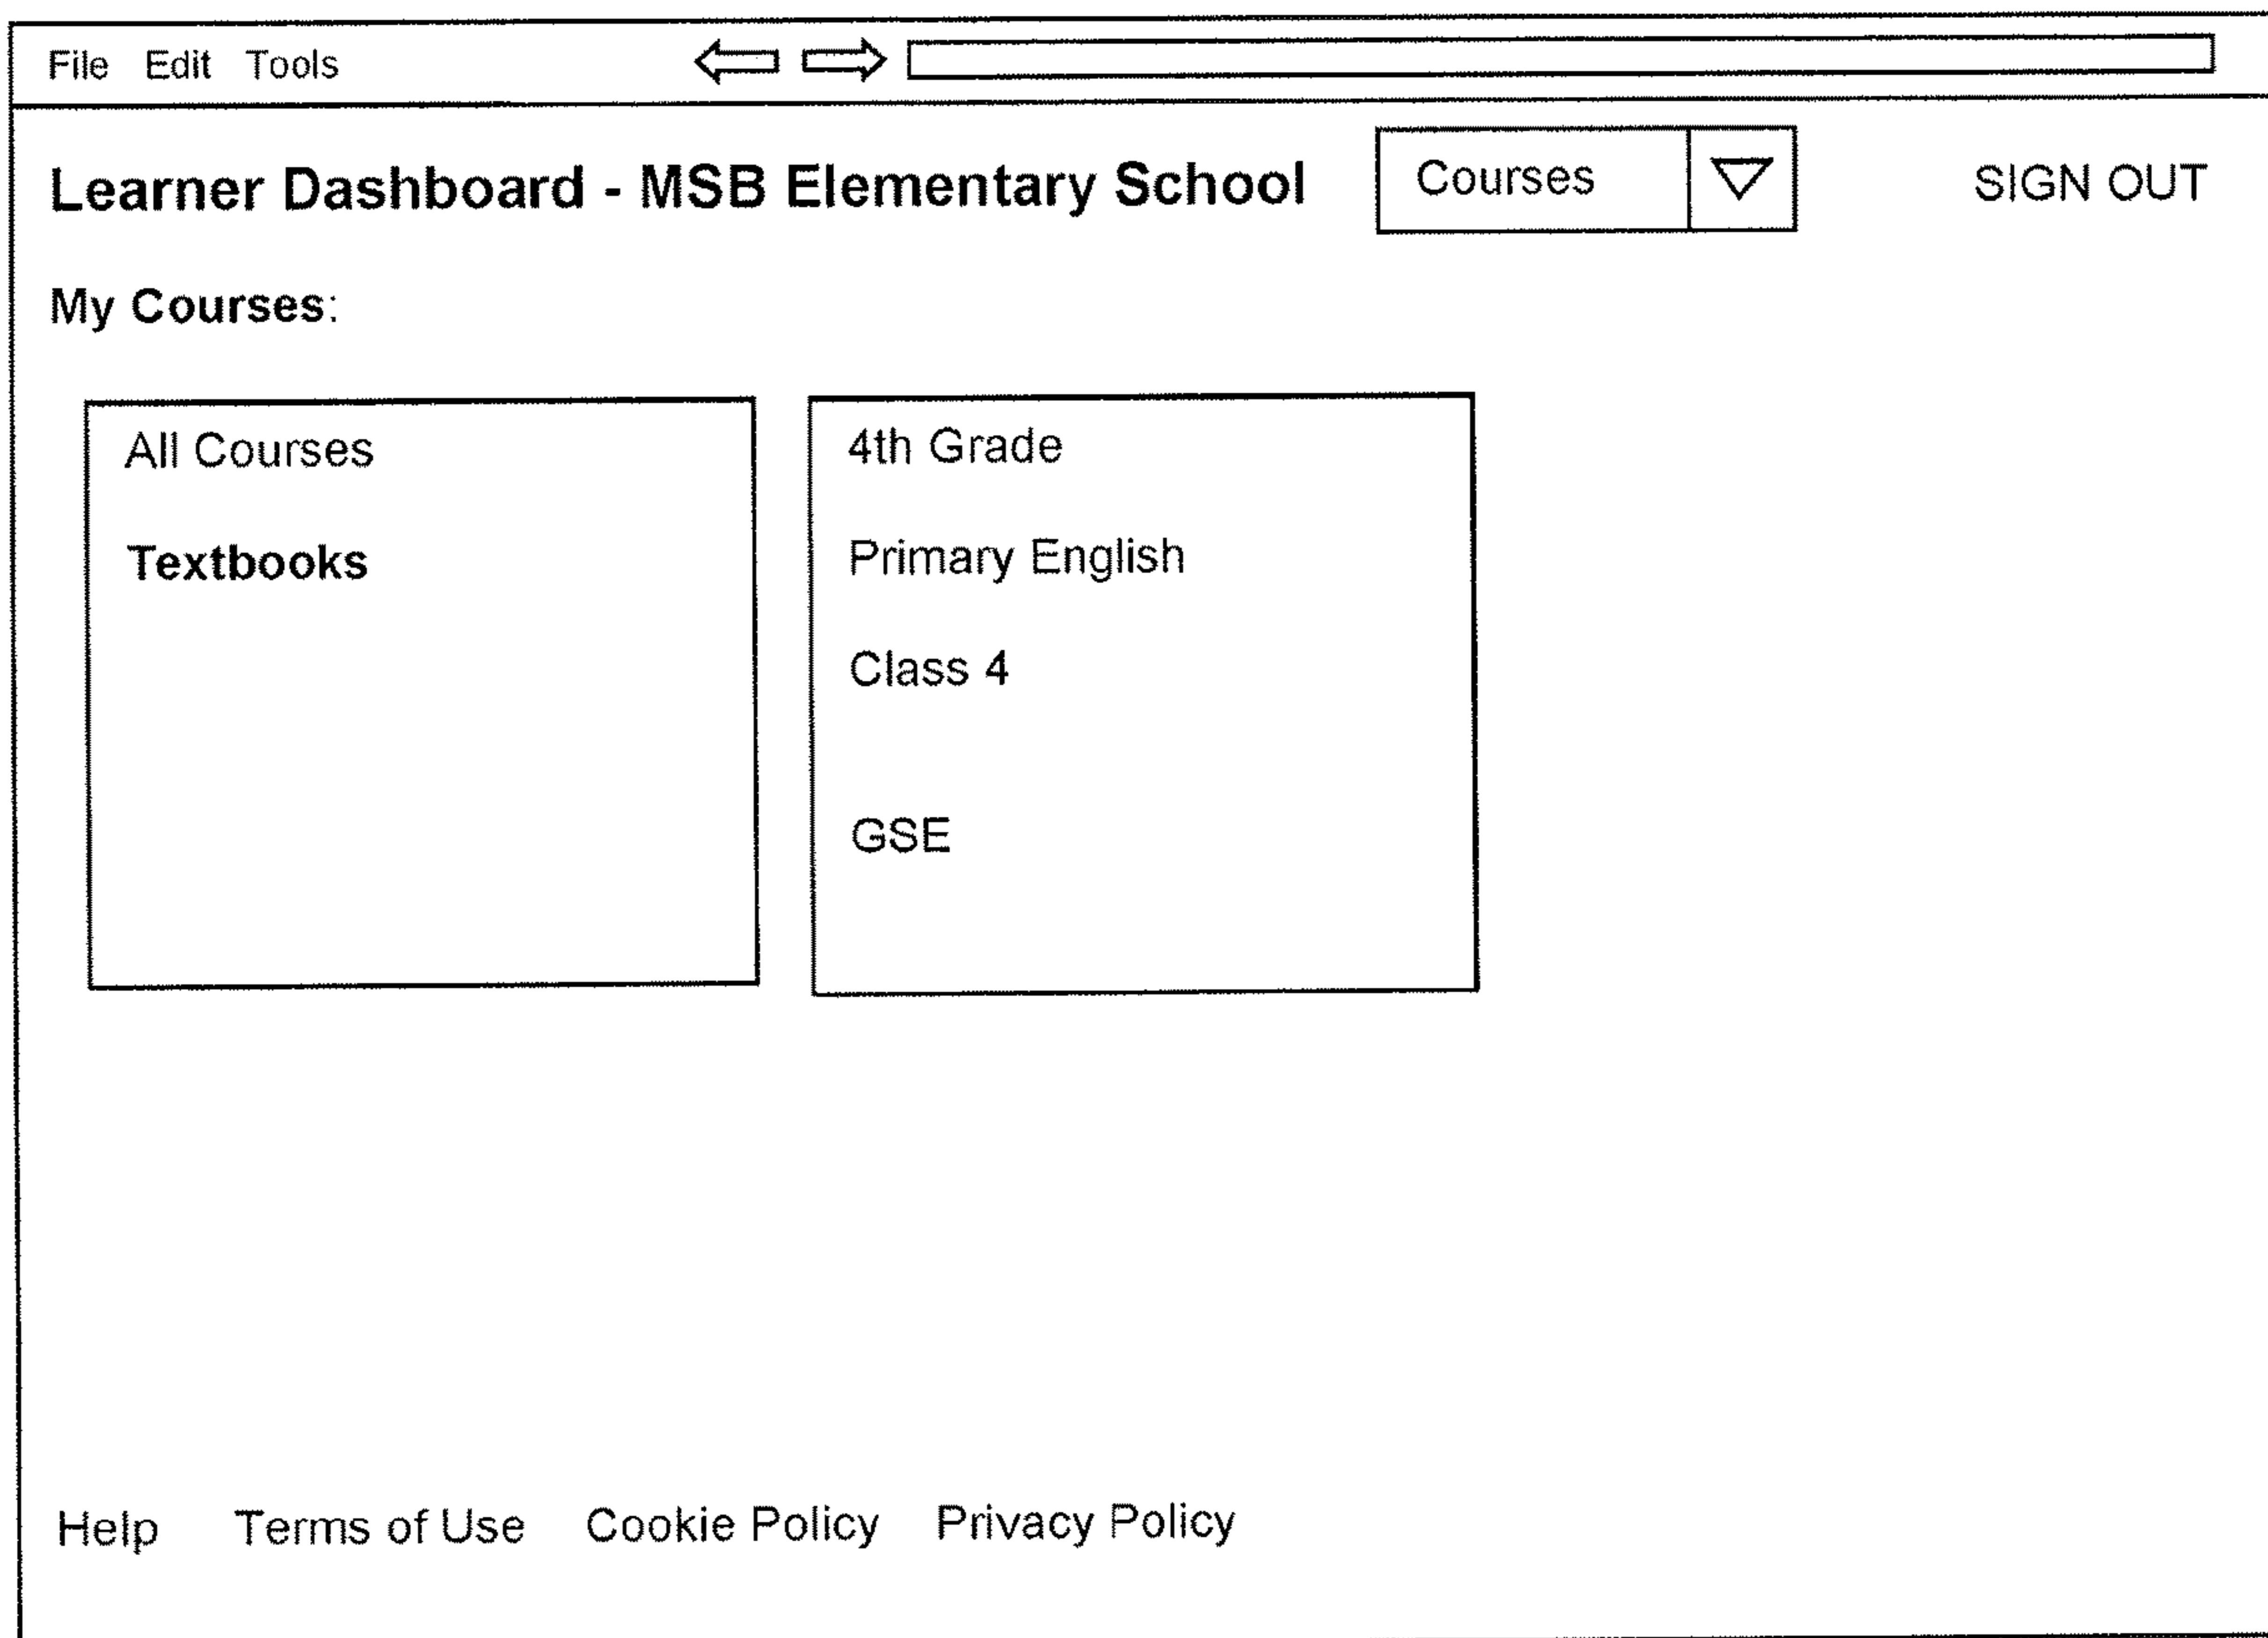 File Edit Tools
Learner Dashboard - MSB Elementary School
Courses
SIGN OUT
My Courses:
All Courses
Textbooks
4th Grade
Primary English
Class 4
GSE
Help Terms of Use Cookie Policy Privacy Policy